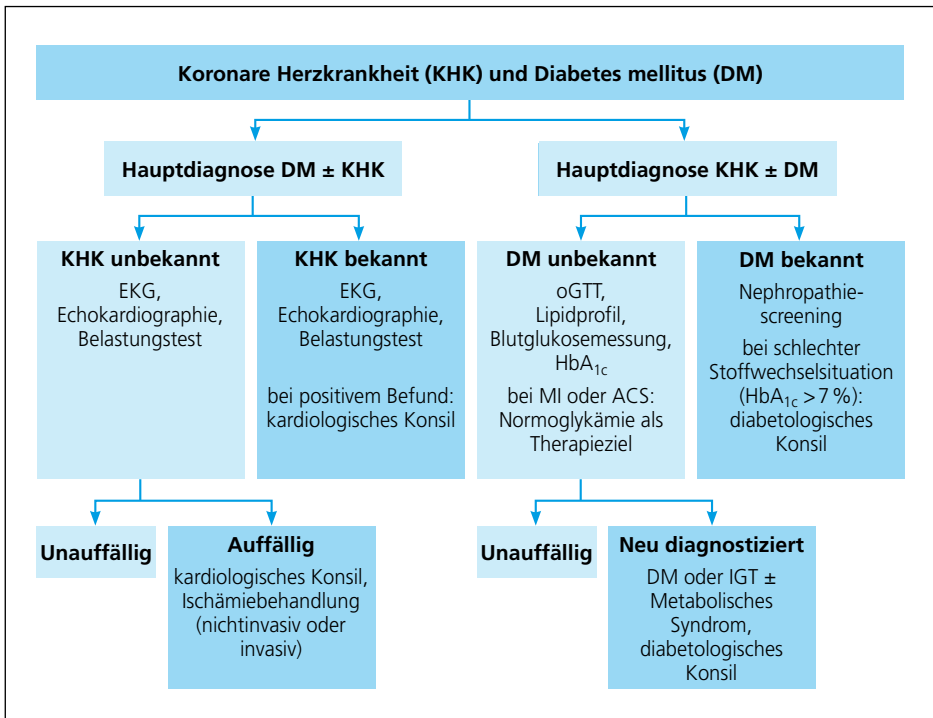 Koronare Herzkrankheit (KHK) und Diabetes mellitus (DM)
Hauptdiagnose DM ± KHK
Hauptdiagnose KHK ± DM
KHK unbekannt
EKG,
Echokardiographie,
Belastungstest
KHK bekannt
EKG,
Echokardiographie,
Belastungstest
bei positivem Befund:
kardiologisches Konsil
DM unbekannt
oGTT,
Lipidprofil,
Blutglukosemessung,
HbA1c
bei MI oder ACS:
Normoglykämie als
Therapieziel
DM bekannt
Nephropathie-
screening
bei schlechter
Stoffwechselsituation
(HbA1c >7 %):
diabetologisches
Konsil
Unauffällig
Auffällig
kardiologisches Konsil,
Ischämiebehandlung
(nichtinvasiv oder
invasiv)
Unauffällig
Neu diagnostiziert
DM oder IGT ±
Metabolisches
Syndrom,
diabetologisches
Konsil